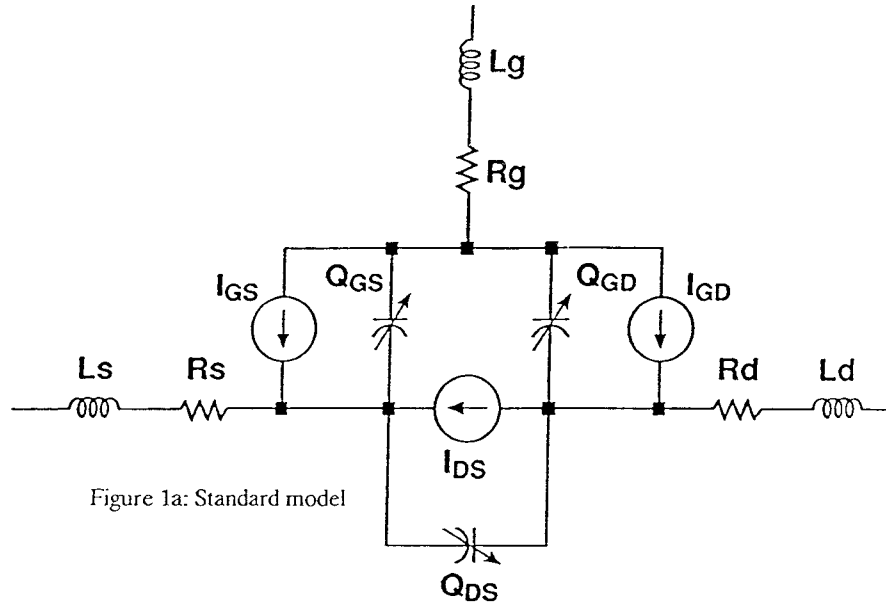 Lg
Rg
QGS
QGD
IGS
IGD
Ls
Rs
Rd
Ld
IDS
Figure 1a: Standard model
QDS